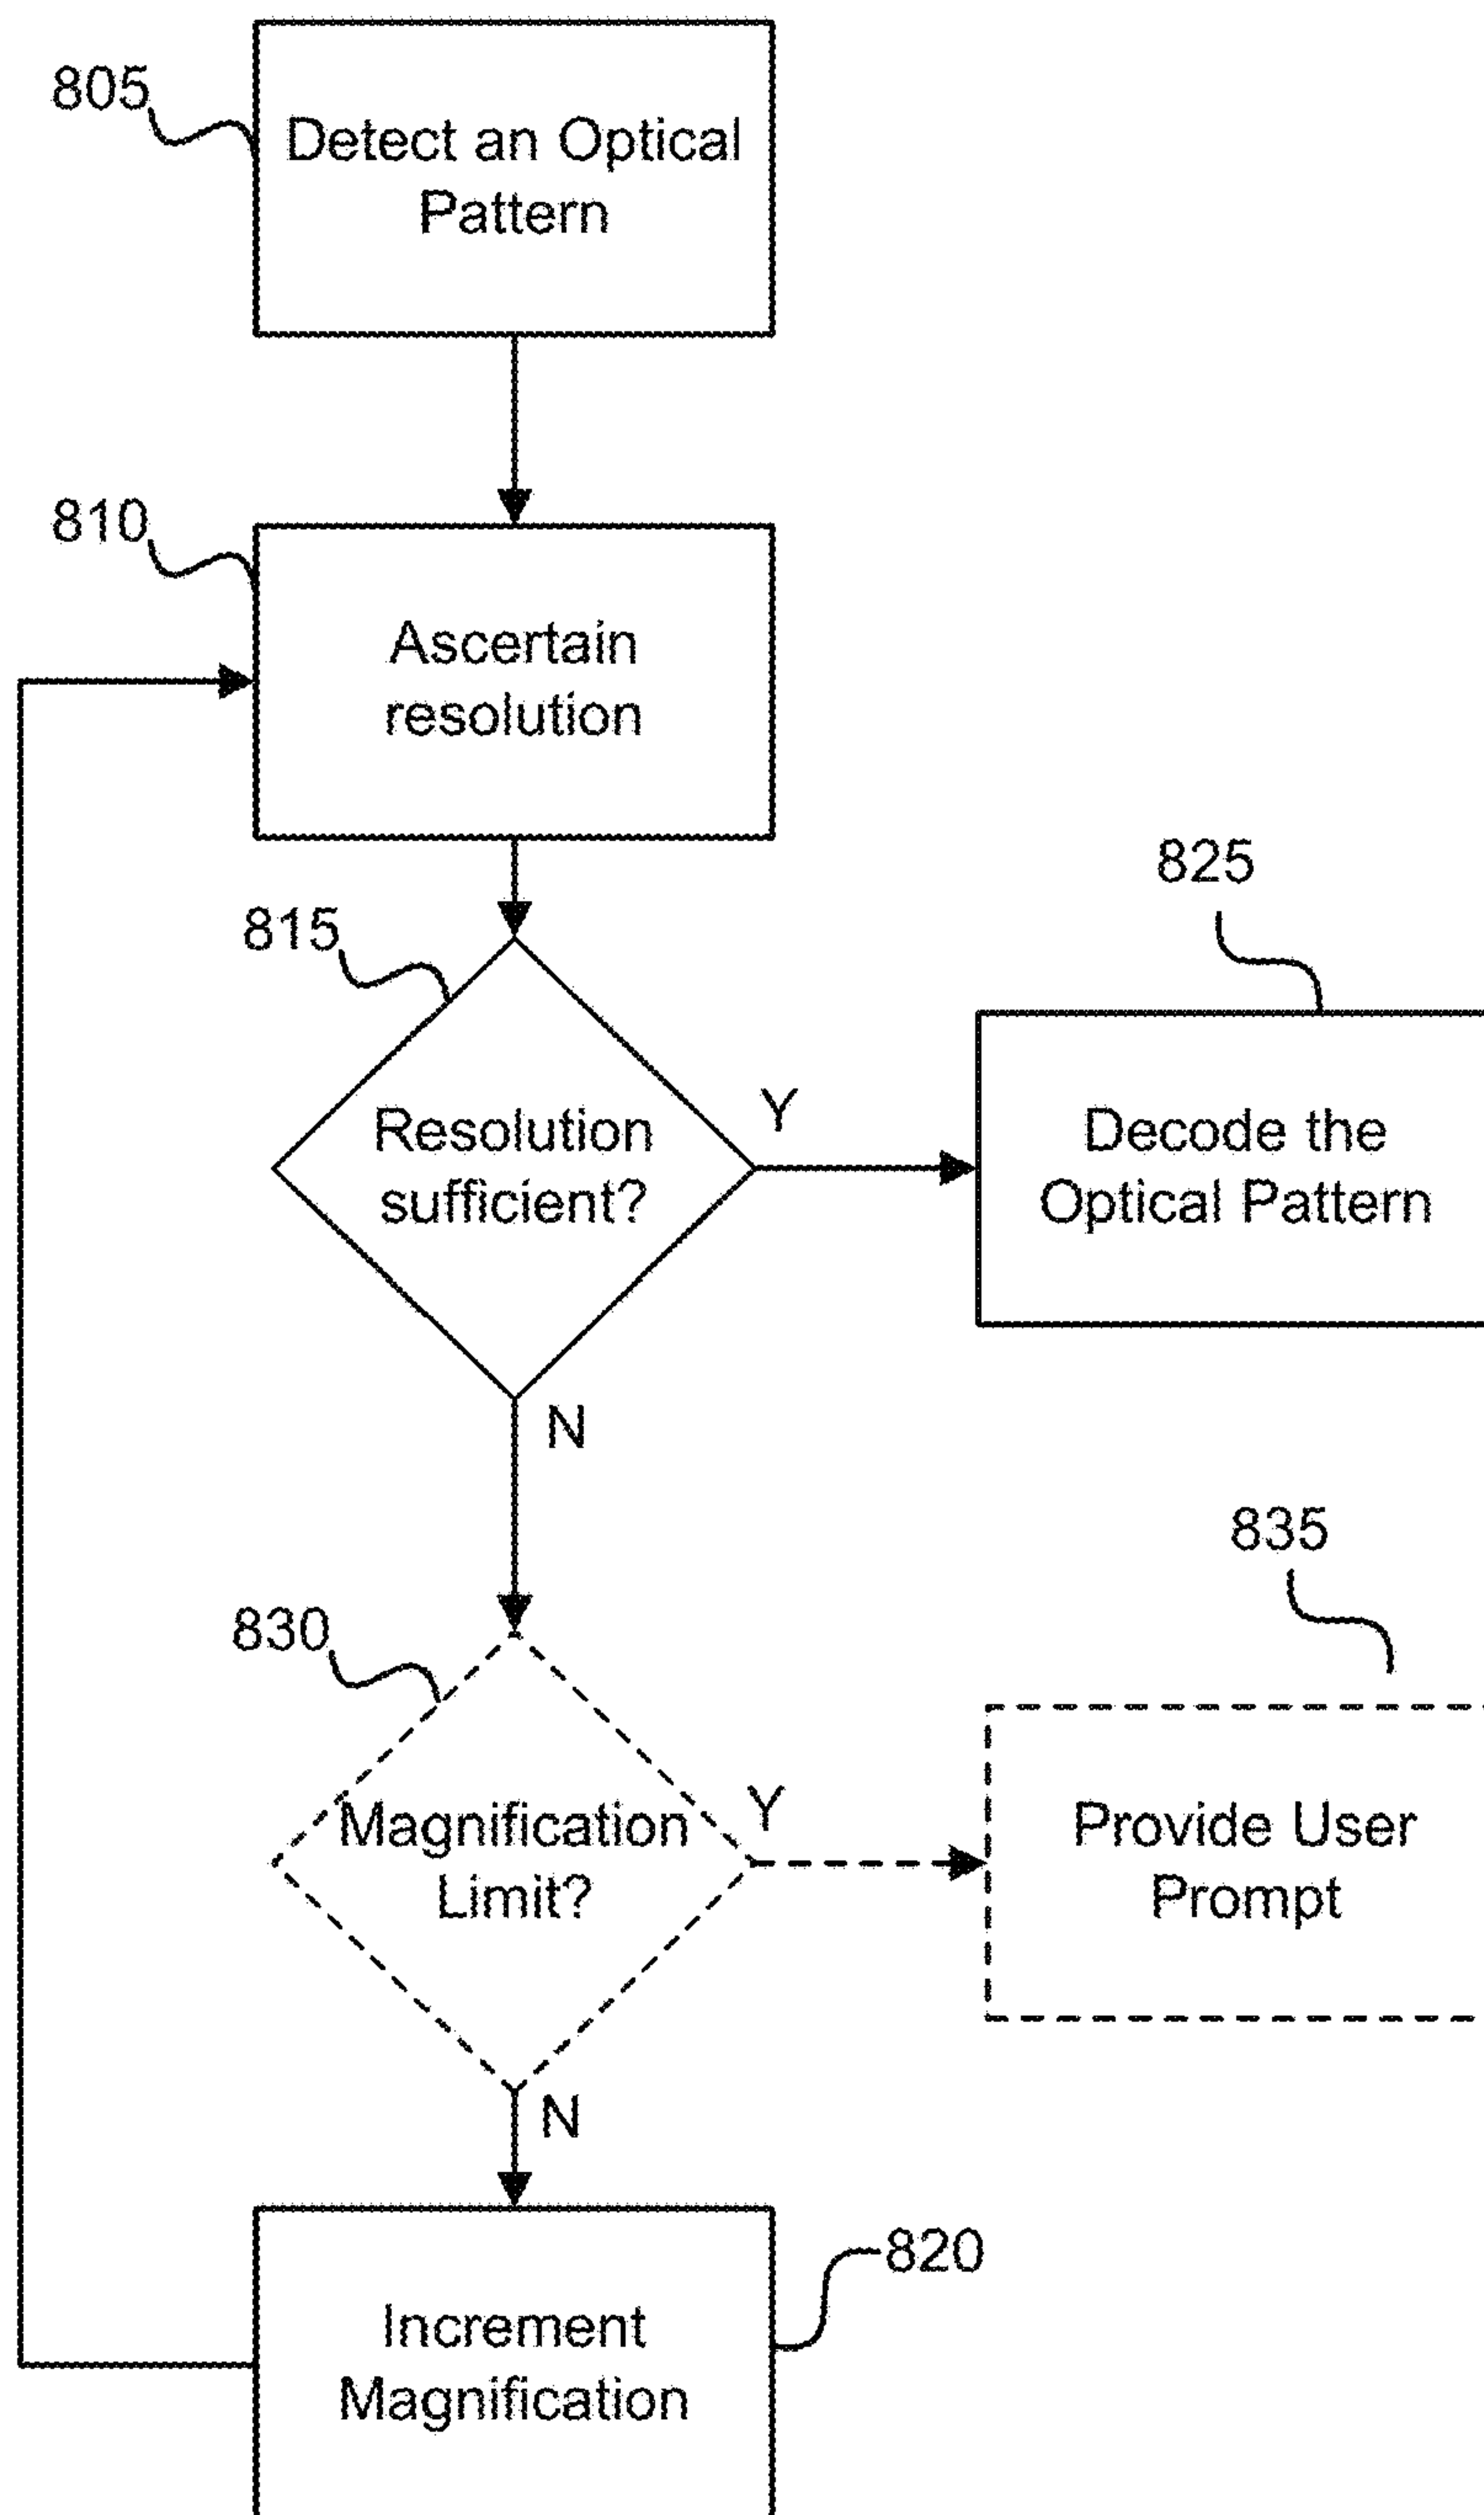 805
Detect an Optical
Pattern
810
Ascertain
resolution
815
Resolution
sufficient?
Y
825
Decode the
Optical Pattern
N
830
Magnification
Limit?
Y
835
Provide User
Prompt
N
820
Increment
Magnification